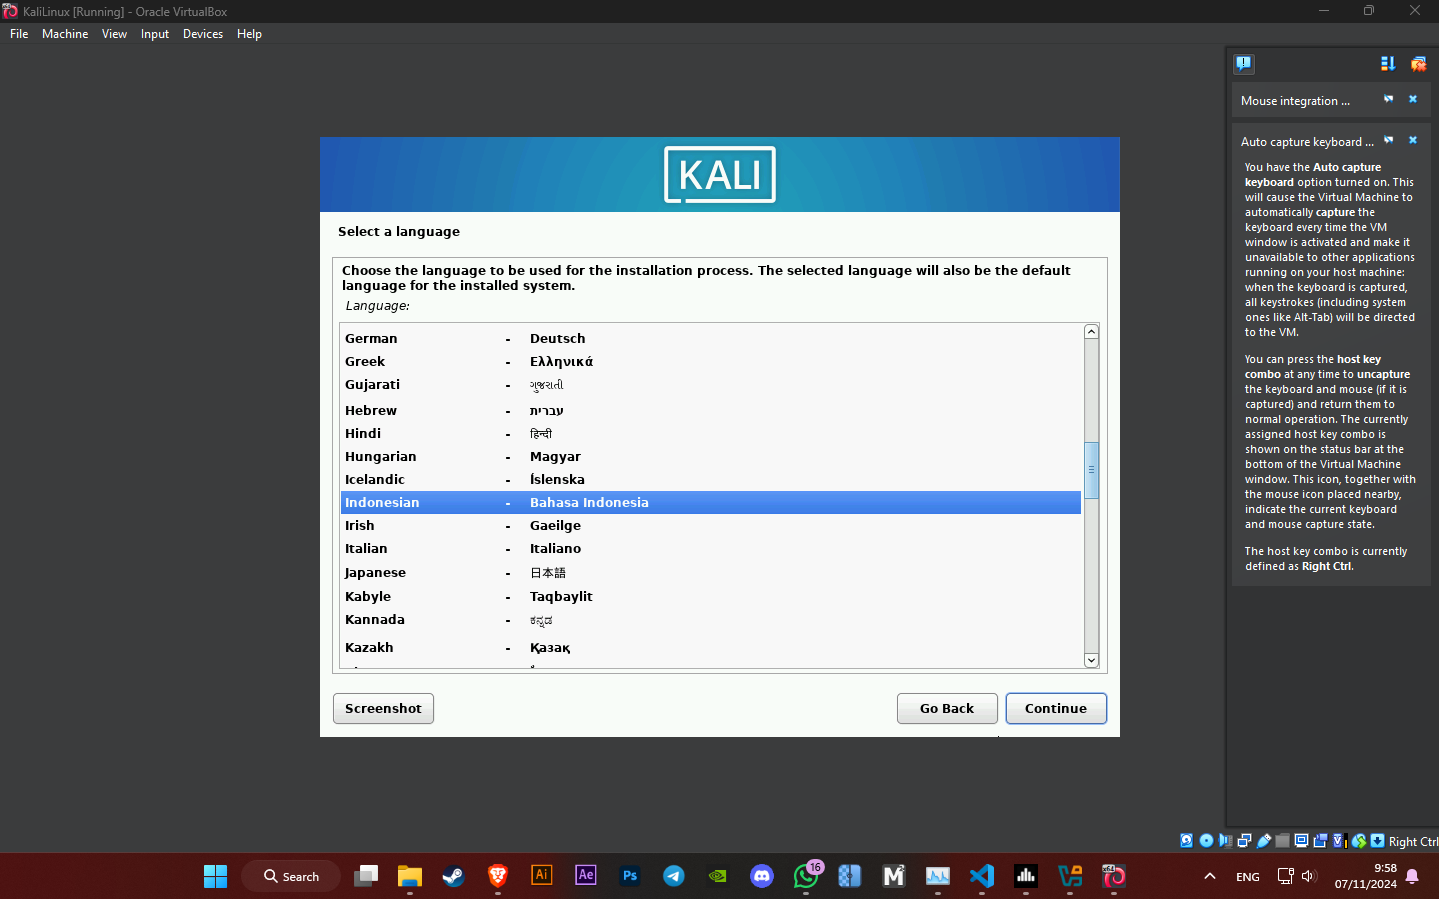 KaliLinux [Running] - Oracle VirtualBox
File Machine View Input Devices Help
KALI
Select a language
Choose the language to be used for the installation process. The selected language will also be the default
language for the installed system.
Language:
German - Deutsch
Greek - Ελληνικά
Gujarati - ગુજરાતી
Hebrew - עברית
Hindi - हिन्दी
Hungarian - Magyar
Icelandic - Íslenska
Indonesian - Bahasa Indonesia
Irish - Gaeilge
Italian - Italiano
Japanese - 日本語
Kabyle - Taqbaylit
Kannada - ಕನ್ನಡ
Kazakh - Қазақ
Screenshot Go Back Continue
Mouse integration ...
Auto capture keyboard ...
You have the Auto capture
keyboard option turned on. This
will cause the Virtual Machine to
automatically capture the
keyboard every time the VM
window is activated and make it
unavailable to other applications
running on your host machine:
when the keyboard is captured,
all keystrokes (including system
ones like Alt-Tab) will be directed
to the VM.
You can press the host key
combo at any time to uncapture
the keyboard and mouse (if it is
captured) and return them to
normal operation. The currently
assigned host key combo is
shown on the status bar at the
bottom of the Virtual Machine
window. This icon, together with
the mouse icon placed nearby,
indicate the current keyboard
and mouse capture state.
The host key combo is currently
defined as Right Ctrl.
Right Ctrl
Search
Ai
Ae
Ps
16
M
ENG
9:58
07/11/2024